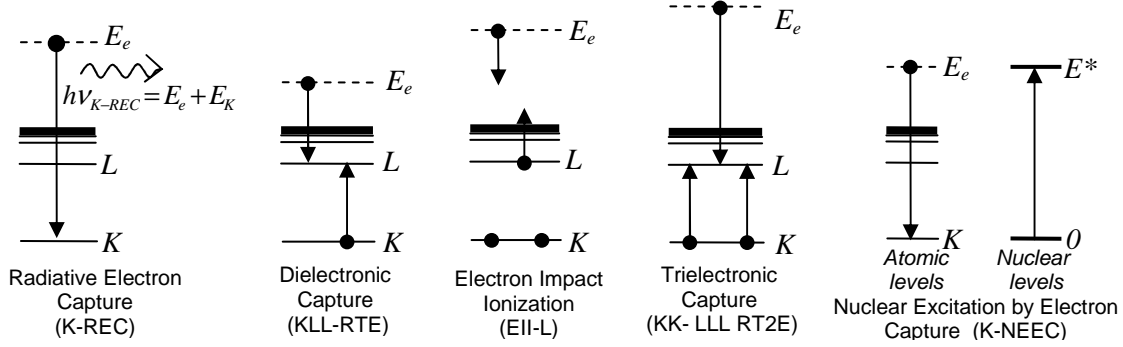 E_e
hν_{K–REC} = E_e + E_K
L
K
Radiative Electron
Capture
(K-REC)
E_e
L
K
Dielectronic
Capture
(KLL-RTE)
E_e
L
K
Electron Impact
Ionization
(EII-L)
E_e
L
K
Trielectronic
Capture
(KK- LLL RT2E)
E_e
E*
K
0
Atomic levels
Nuclear levels
Nuclear Excitation by Electron
Capture (K-NEEC)